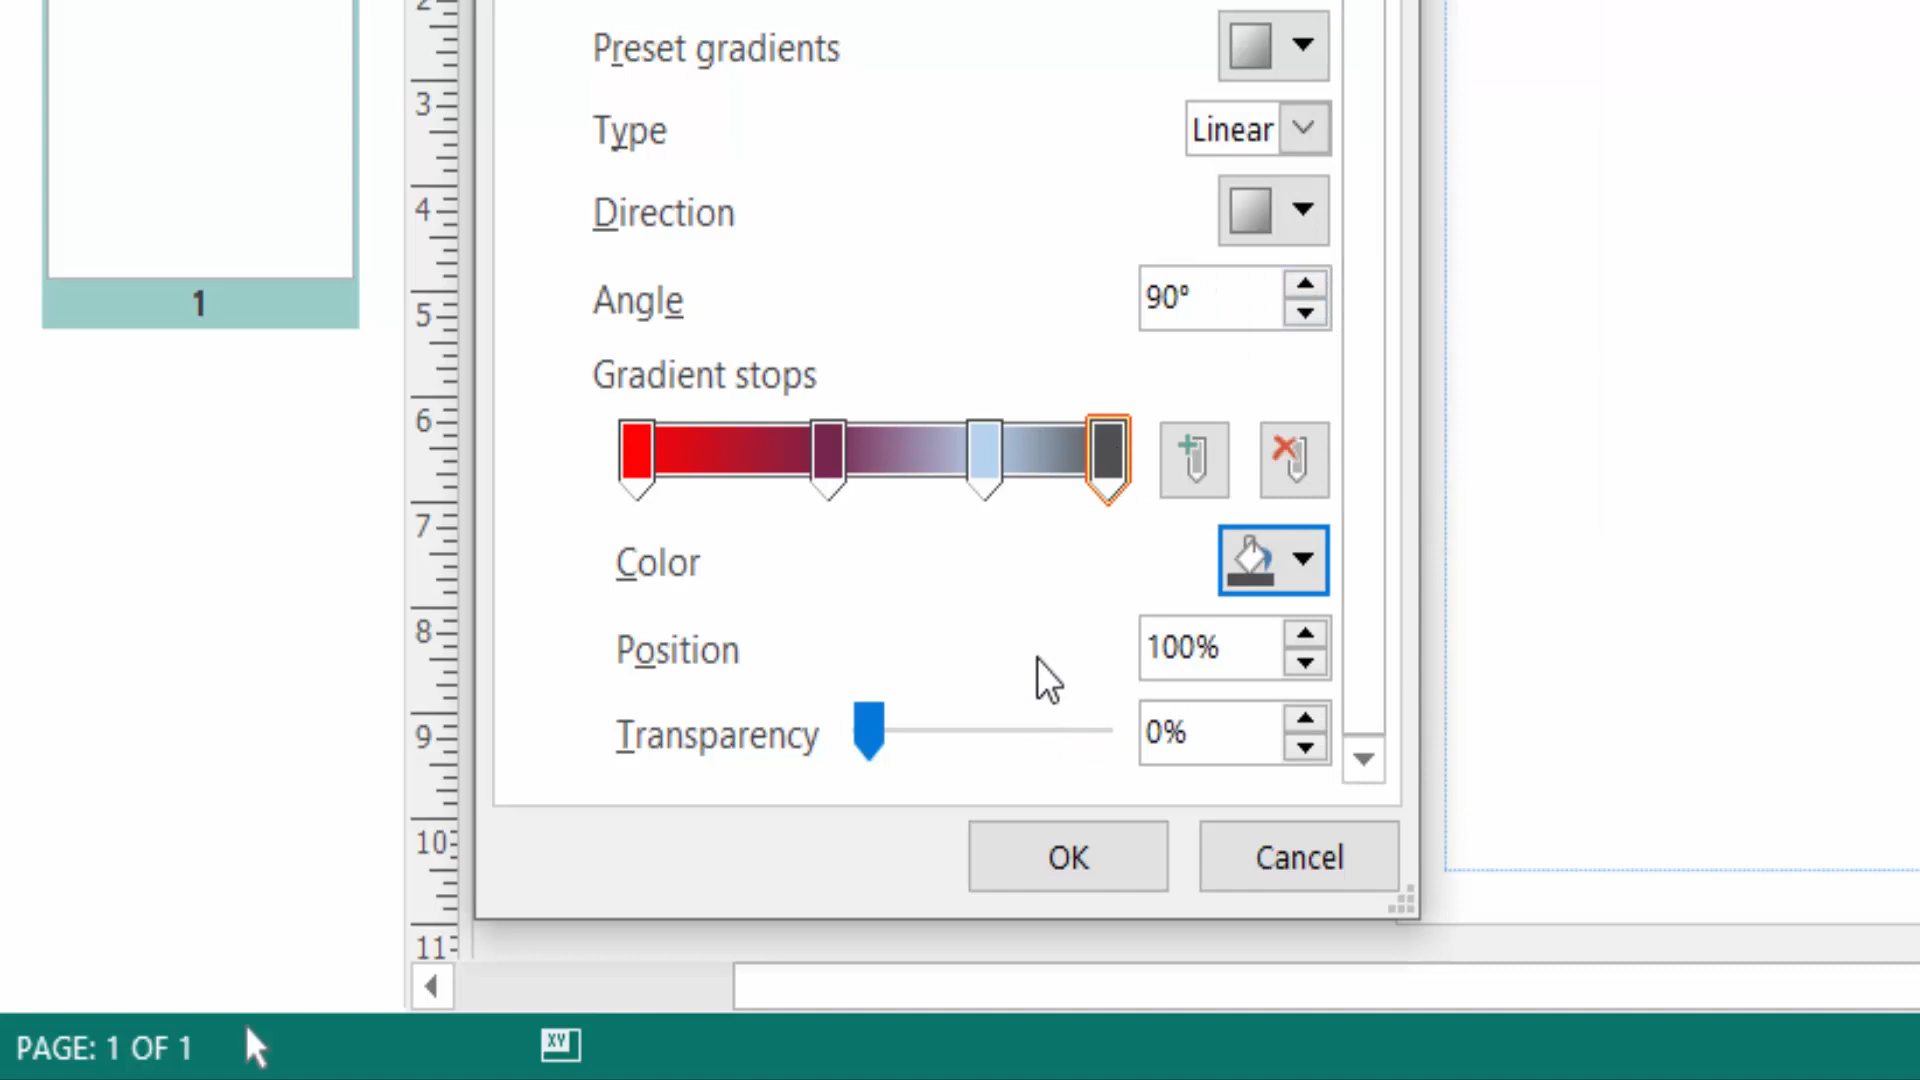 Preset gradients
Type
Linear
Direction
Angle
90°
Gradient stops
Color
Position
100%
Transparency
0%
OK
Cancel
1
3
4
5
6
7
8
9
10
11
PAGE: 1 OF 1
XY